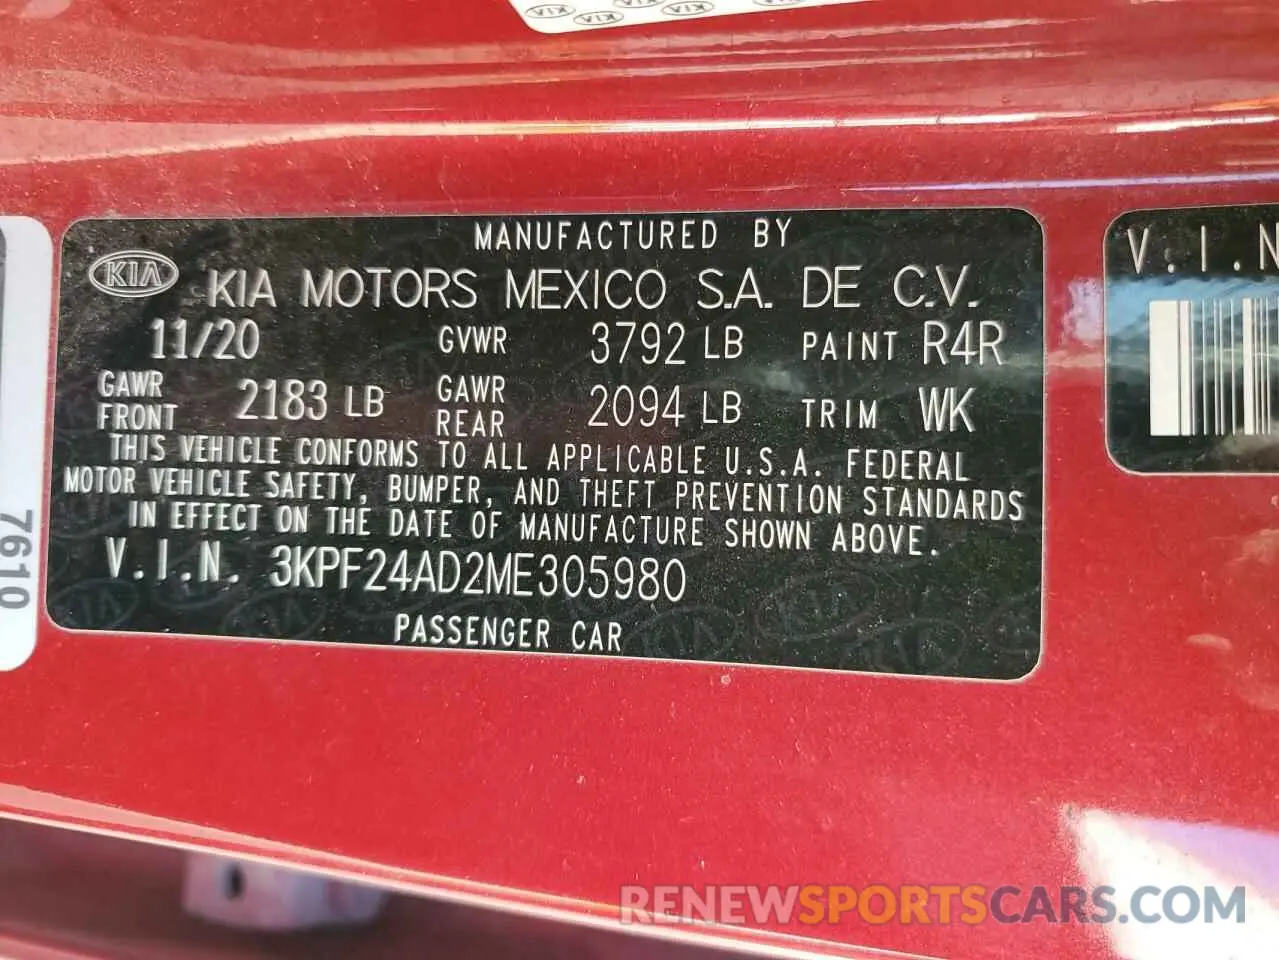 MANUFACTURED BY
KIA KIA MOTORS MEXICO S.A. DE C.V.
11/20 GVWR 3792 LB PAINT R4R
GAWR FRONT 2183 LB GAWR REAR 2094 LB TRIM WK
THIS VEHICLE CONFORMS TO ALL APPLICABLE U.S.A. FEDERAL
MOTOR VEHICLE SAFETY, BUMPER, AND THEFT PREVENTION STANDARDS
IN EFFECT ON THE DATE OF MANUFACTURE SHOWN ABOVE.
V.I.N. 3KPF24AD2ME305980
PASSENGER CAR
V.I.N
7610
RENEWSPORTSCARS.COM